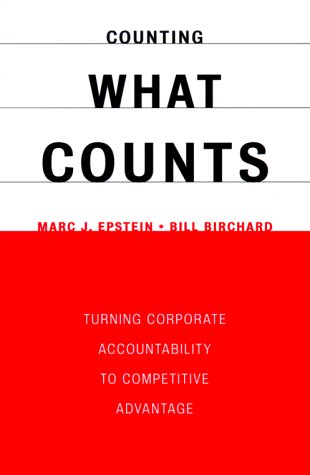 COUNTING
WHAT
COUNTS
MARC J. EPSTEIN • BILL BIRCHARD
TURNING CORPORATE
ACCOUNTABILITY
TO COMPETITIVE
ADVANTAGE